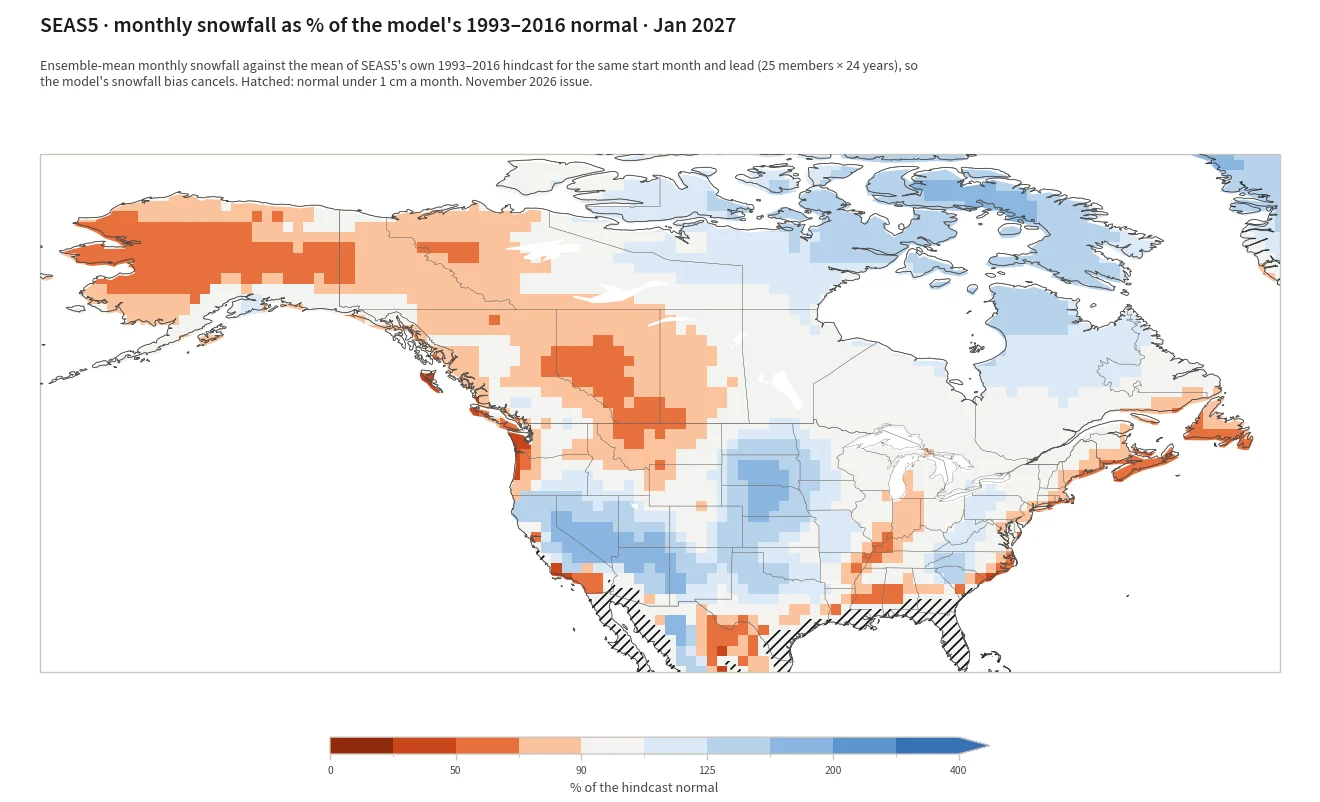 SEAS5 · monthly snowfall as % of the model's 1993–2016 normal · Jan 2027
Ensemble-mean monthly snowfall against the mean of SEAS5's own 1993–2016 hindcast for the same start month and lead (25 members × 24 years), so
the model's snowfall bias cancels. Hatched: normal under 1 cm a month. November 2026 issue.
0 50 90 125 200 400
% of the hindcast normal